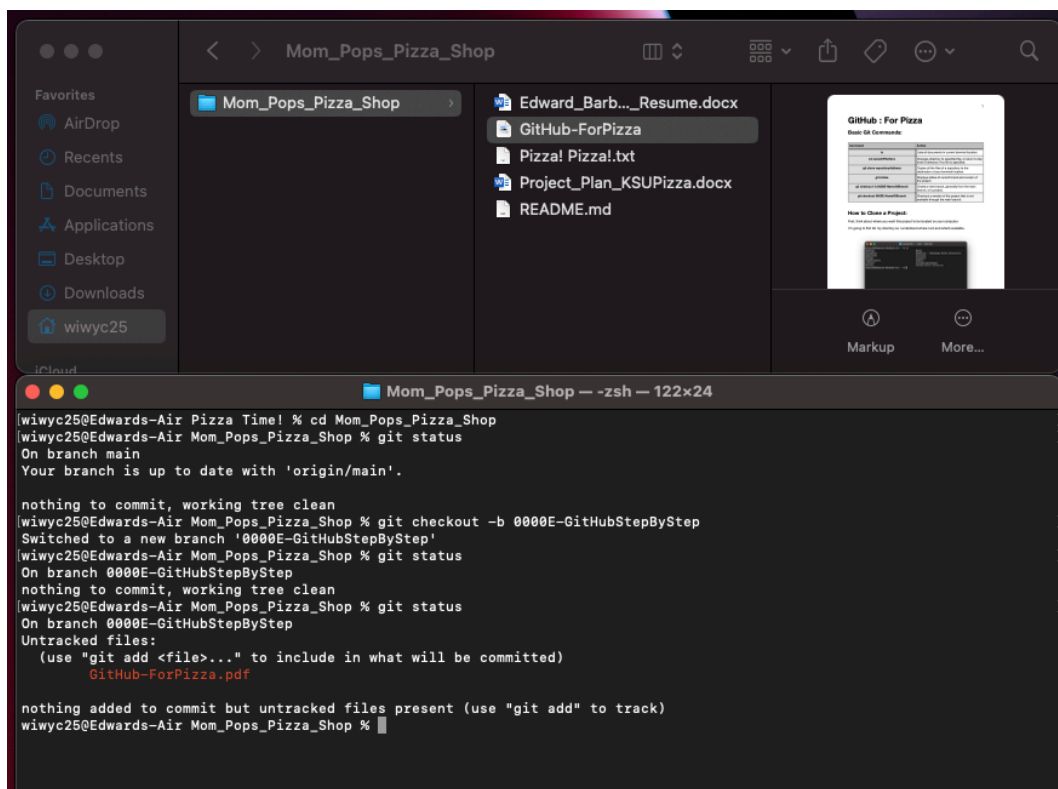 Mom_Pops_Pizza_Shop
Favorites
AirDrop
Recents
Documents
Applications
Desktop
Downloads
wiwyc25
iCloud
Mom_Pops_Pizza_Shop
Edward_Barb..._Resume.docx
GitHub-ForPizza
Pizza! Pizza!.txt
Project_Plan_KSUPizza.docx
README.md
GitHub : For Pizza
Basic Git Commands:
How to Clone a Project:
Markup
More...
Mom_Pops_Pizza_Shop — -zsh — 122×24
[wiwyc25@Edwards-Air Pizza Time! % cd Mom_Pops_Pizza_Shop
[wiwyc25@Edwards-Air Mom_Pops_Pizza_Shop % git status
On branch main
Your branch is up to date with 'origin/main'.
nothing to commit, working tree clean
[wiwyc25@Edwards-Air Mom_Pops_Pizza_Shop % git checkout -b 0000E-GitHubStepByStep
Switched to a new branch '0000E-GitHubStepByStep'
[wiwyc25@Edwards-Air Mom_Pops_Pizza_Shop % git status
On branch 0000E-GitHubStepByStep
nothing to commit, working tree clean
[wiwyc25@Edwards-Air Mom_Pops_Pizza_Shop % git status
On branch 0000E-GitHubStepByStep
Untracked files:
(use "git add <file>..." to include in what will be committed)
GitHub-ForPizza.pdf
nothing added to commit but untracked files present (use "git add" to track)
wiwyc25@Edwards-Air Mom_Pops_Pizza_Shop %